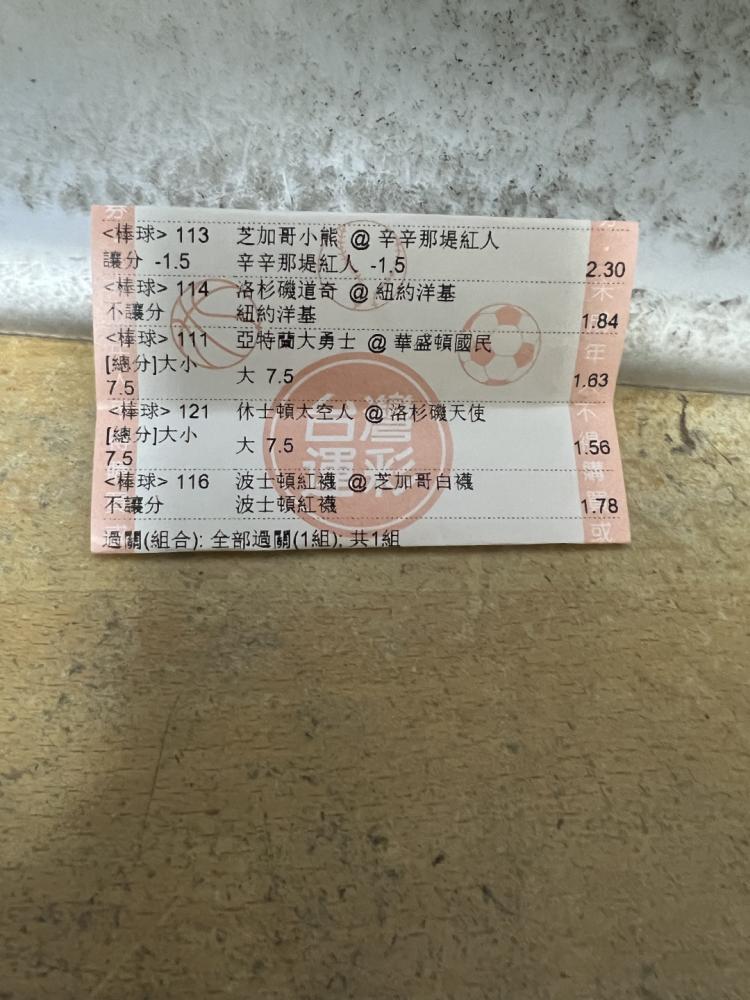 <棒球> 113 芝加哥小熊 @ 辛辛那堤紅人
讓分 -1.5 辛辛那堤紅人 -1.5 2.30
<棒球> 114 洛杉磯道奇 @ 紐約洋基
不讓分 紐約洋基 1.84
<棒球> 111 亞特蘭大勇士 @ 華盛頓國民
[總分]大小
7.5 大 7.5 1.63
<棒球> 121 休士頓太空人 @ 洛杉磯天使
[總分]大小
7.5 大 7.5 1.56
<棒球> 116 波士頓紅襪 @ 芝加哥白襪
不讓分 波士頓紅襪 1.78
過關(組合): 全部過關(1組); 共1組
台灣
運彩
年
不得購買或